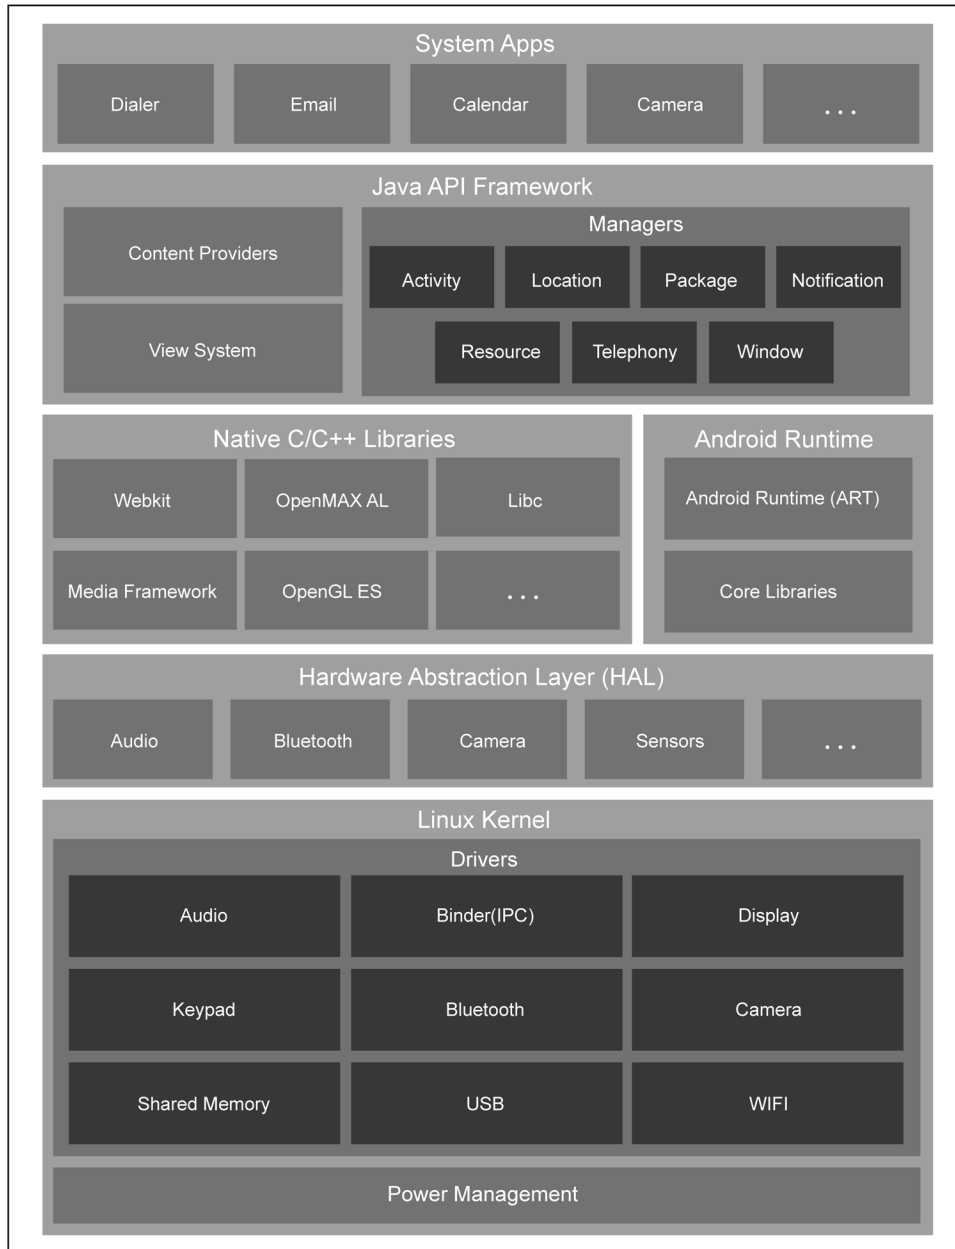 System Apps
Dialer
Email
Calendar
Camera
...
Java API Framework
Content Providers
View System
Managers
Activity
Location
Package
Notification
Resource
Telephony
Window
Native C/C++ Libraries
Webkit
OpenMAX AL
Libc
Media Framework
OpenGL ES
...
Android Runtime
Android Runtime (ART)
Core Libraries
Hardware Abstraction Layer (HAL)
Audio
Bluetooth
Camera
Sensors
...
Linux Kernel
Drivers
Audio
Binder(IPC)
Display
Keypad
Bluetooth
Camera
Shared Memory
USB
WIFI
Power Management